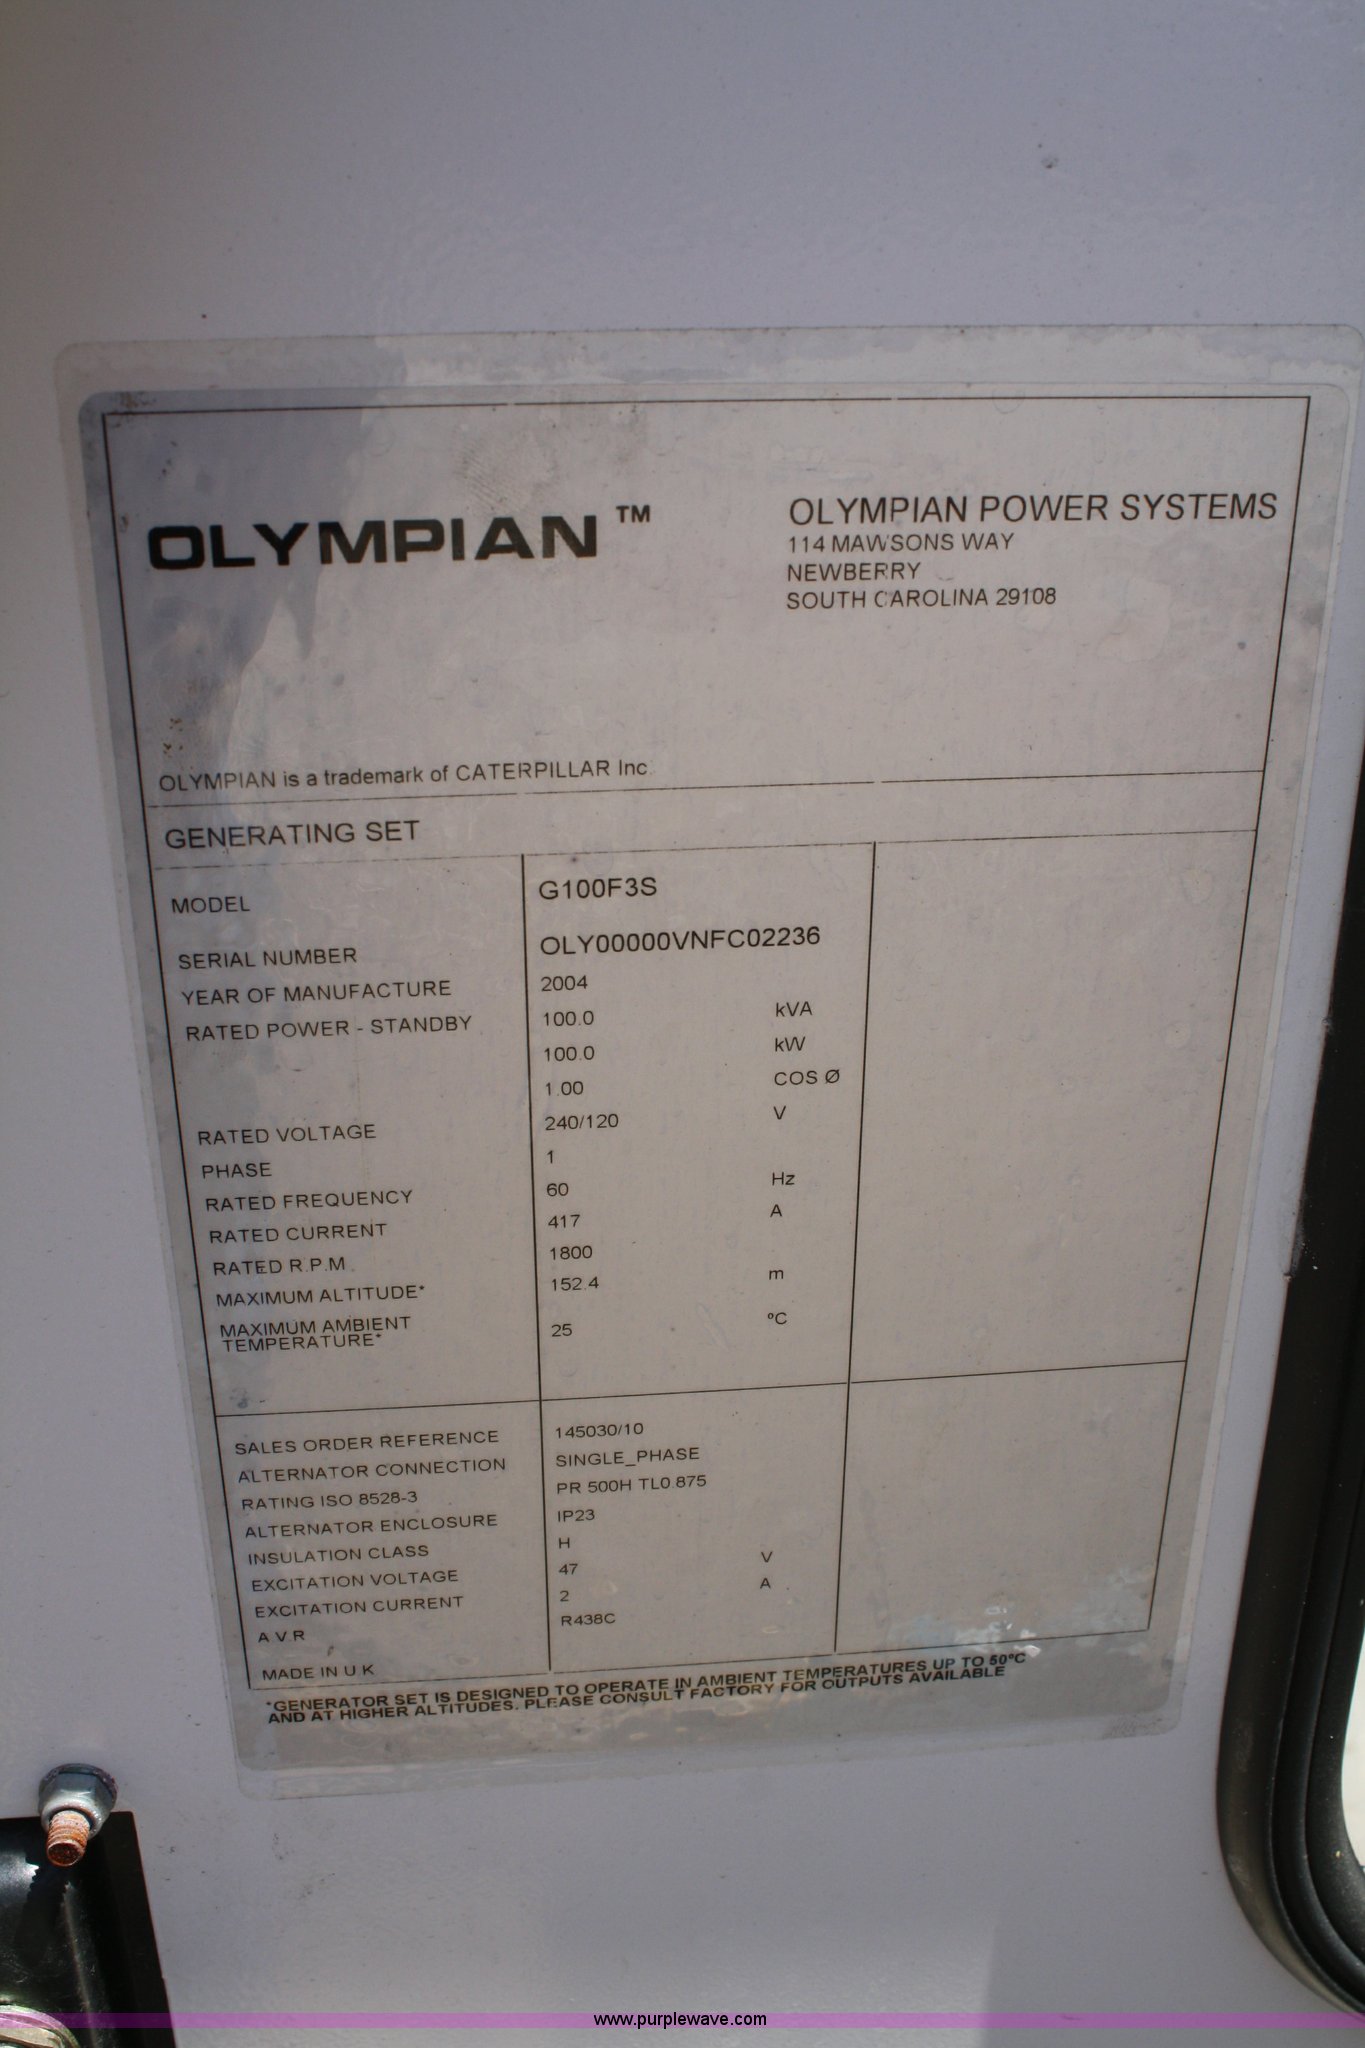 OLYMPIAN™
OLYMPIAN POWER SYSTEMS
114 MAWSONS WAY
NEWBERRY
SOUTH CAROLINA 29108
OLYMPIAN is a trademark of CATERPILLAR Inc
GENERATING SET
MODEL G100F3S
SERIAL NUMBER OLY00000VNFC02236
YEAR OF MANUFACTURE 2004
RATED POWER - STANDBY 100.0 kVA
100.0 kW
1.00 COS Ø
RATED VOLTAGE 240/120 V
PHASE 1
RATED FREQUENCY 60 Hz
RATED CURRENT 417 A
RATED R.P.M. 1800
MAXIMUM ALTITUDE* 152.4 m
MAXIMUM AMBIENT
TEMPERATURE* 25 ºC
SALES ORDER REFERENCE 145030/10
ALTERNATOR CONNECTION SINGLE_PHASE
RATING ISO 8528-3 PR 500H TL0.875
ALTERNATOR ENCLOSURE IP23
INSULATION CLASS H
EXCITATION VOLTAGE 47 V
EXCITATION CURRENT 2 A
A.V.R R438C
MADE IN U.K
*GENERATOR SET IS DESIGNED TO OPERATE IN AMBIENT TEMPERATURES UP TO 50ºC
AND AT HIGHER ALTITUDES. PLEASE CONSULT FACTORY FOR OUTPUTS AVAILABLE
www.purplewave.com